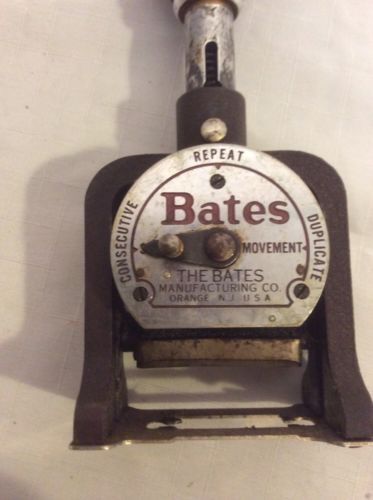 REPEAT
CONSECUTIVE
DUPLICATE
Bates
MOVEMENT
THE BATES
MANUFACTURING CO.
ORANGE N.J. U.S.A